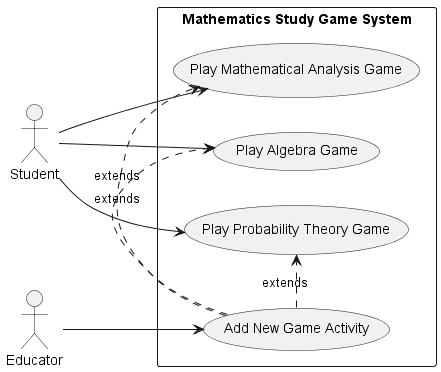 Mathematics Study Game System
Play Mathematical Analysis Game
Play Algebra Game
Student
extends
extends
Play Probability Theory Game
extends
Add New Game Activity
Educator